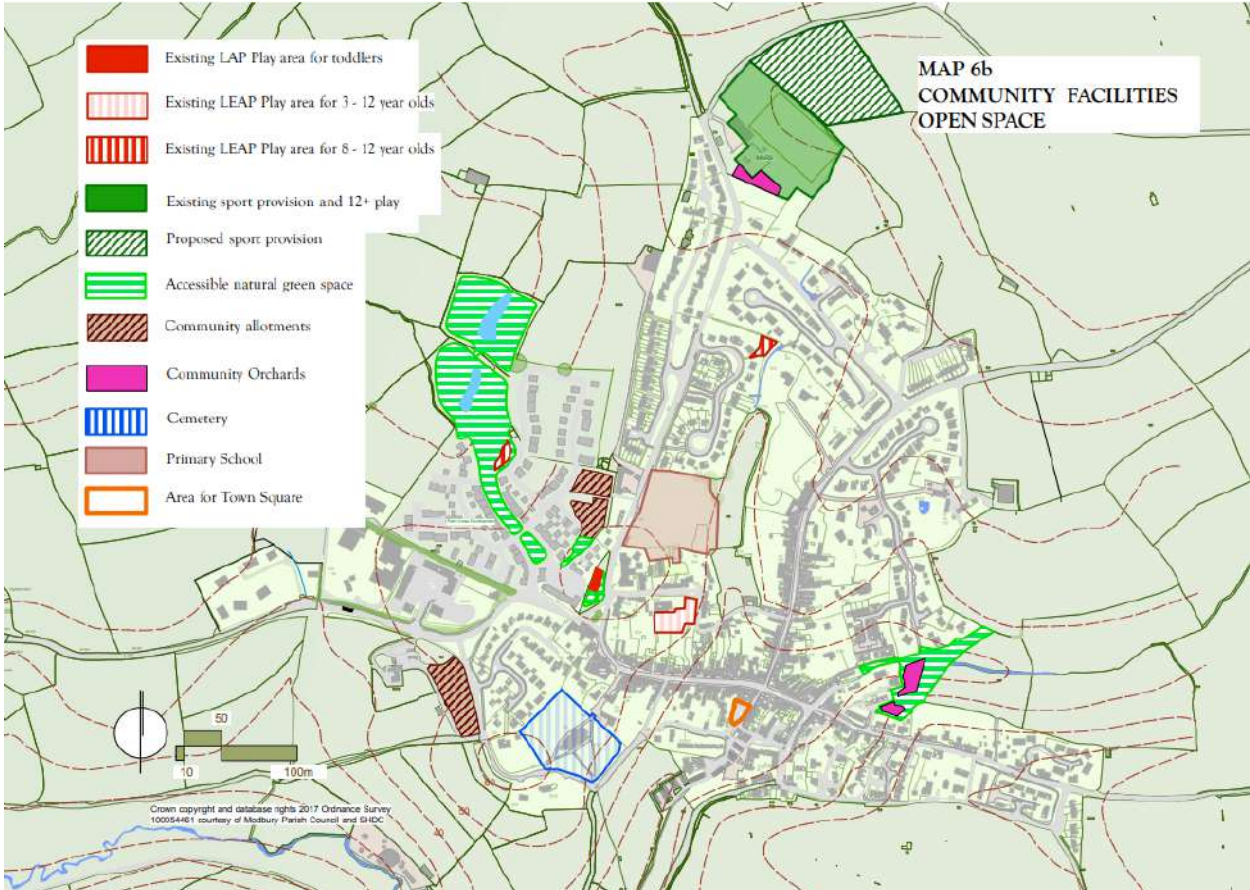 Existing LAP Play area for toddlers
Existing LEAP Play area for 3 - 12 year olds
Existing LEAP Play area for 8 - 12 year olds
Existing sport provision and 12+ play
Proposed sport provision
Accessible natural green space
Community allotments
Community Orchards
Cemetery
Primary School
Area for Town Square
MAP 6b
COMMUNITY FACILITIES
OPEN SPACE
50
10
100m
Crown copyright and database rights 2017 Ordnance Survey
100054461 courtesy of Modbury Parish Council and SHDC
50
40